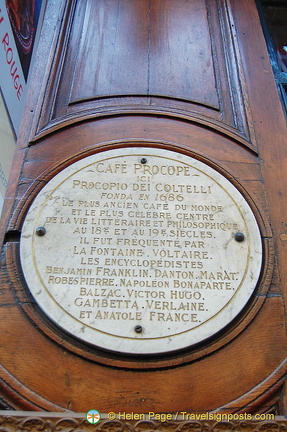 ROUGE
CAFÉ PROCOPE
ICI
PROCOPIO DEI COLTELLI
FONDA EN 1686
LE PLUS ANCIEN CAFÉ DU MONDE
ET LE PLUS CÉLÈBRE CENTRE
DE LA VIE LITTÉRAIRE ET PHILOSOPHIQUE
AU 18E ET AU 19E SIÈCLES.
IL FUT FRÉQUENTÉ PAR
LA FONTAINE, VOLTAIRE.
LES ENCYCLOPEDISTES
BENJAMIN FRANKLIN, DANTON, MARAT,
ROBESPIERRE, NAPOLÉON BONAPARTE,
BALZAC, VICTOR HUGO,
GAMBETTA, VERLAINE,
ET ANATOLE FRANCE.
© Helen Page / Travelsignposts.com